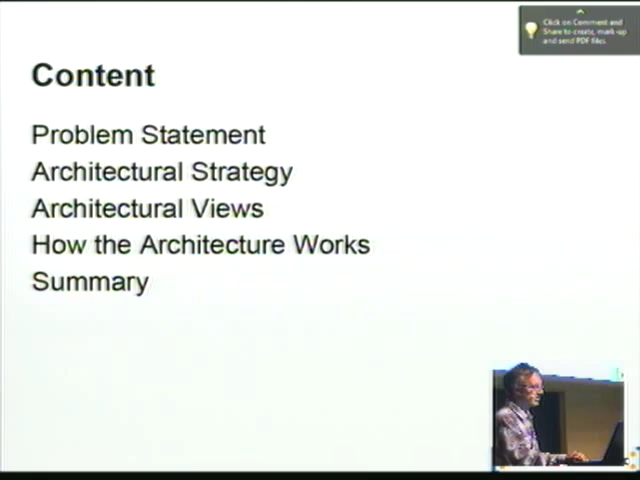 Click on Comment and
Share to create, mark-up
and send PDF files.
Content
Problem Statement
Architectural Strategy
Architectural Views
How the Architecture Works
Summary